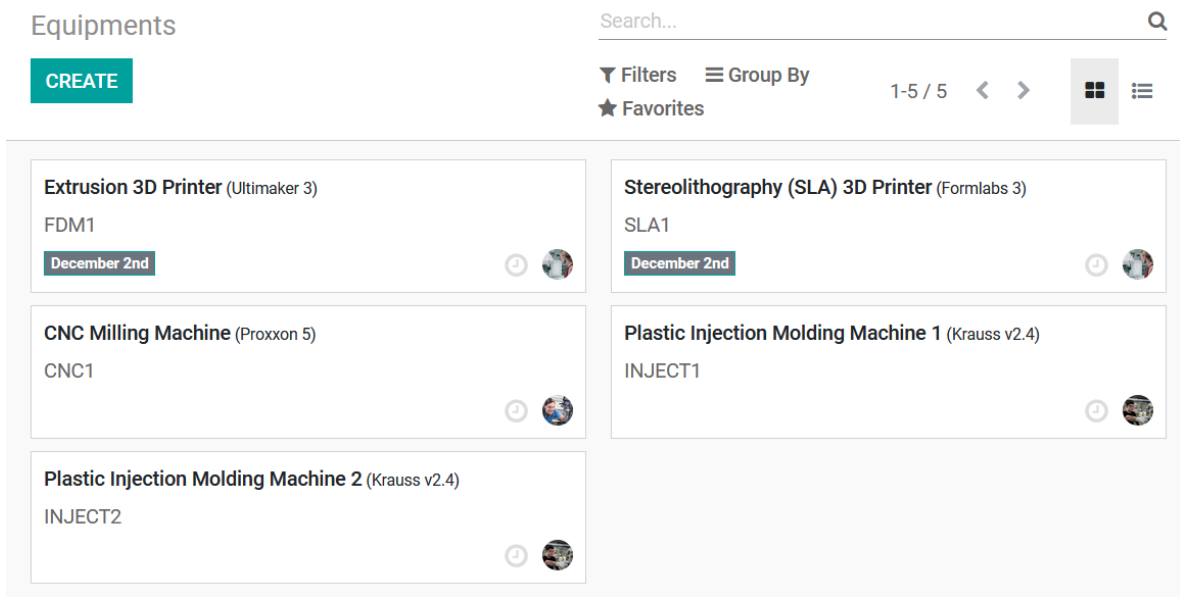 Equipments
Search...
CREATE
Filters
Group By
Favorites
1-5 / 5
Extrusion 3D Printer (Ultimaker 3)
FDM1
December 2nd
Stereolithography (SLA) 3D Printer (Formlabs 3)
SLA1
December 2nd
CNC Milling Machine (Proxxon 5)
CNC1
Plastic Injection Molding Machine 1 (Krauss v2.4)
INJECT1
Plastic Injection Molding Machine 2 (Krauss v2.4)
INJECT2